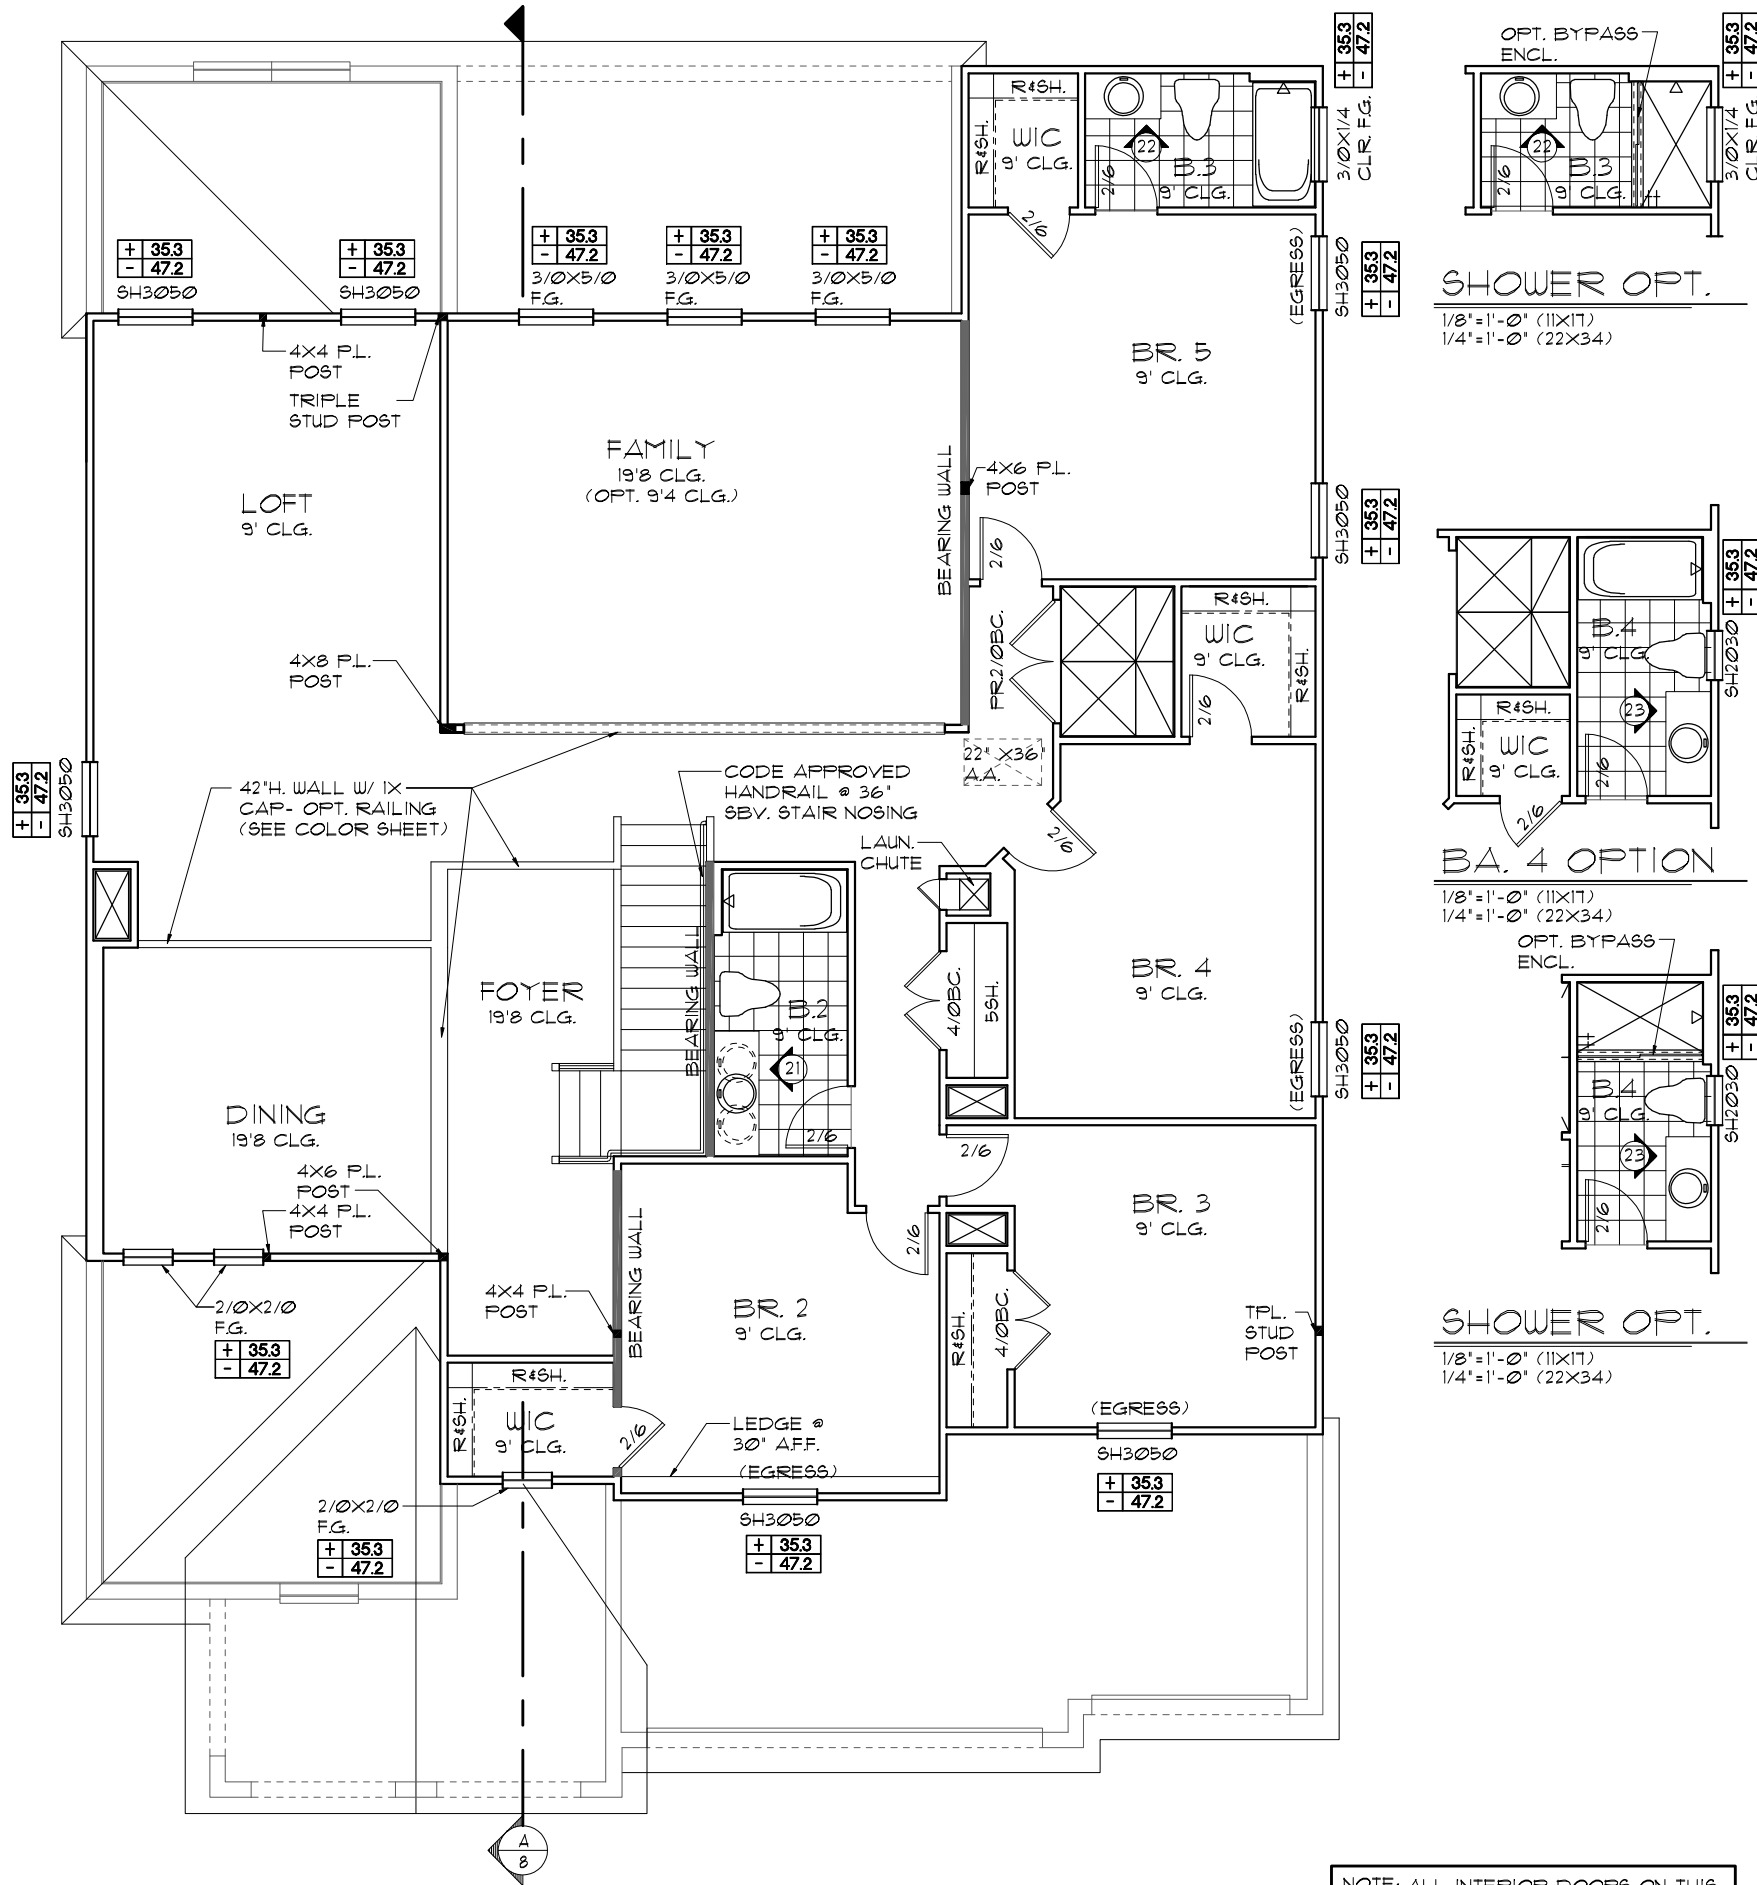 OPT. BYPASS
ENCL.
+ 35.3
- 47.2
+ 35.3
- 47.2
R&SH.
R&SH.
WIC
9' CLG.
22
B.3
9' CLG.
2/6
3/0X1/4
CLR. F.G.
2/6
22
B.3
9' CLG.
2/6
3/0X1/4
CLR. F.G.
+ 35.3
- 47.2
SH3050
+ 35.3
- 47.2
SH3050
+ 35.3
- 47.2
3/0X5/0
F.G.
+ 35.3
- 47.2
3/0X5/0
F.G.
+ 35.3
- 47.2
3/0X5/0
F.G.
(EGRESS)
SH3050
+ 35.3
- 47.2
SHOWER OPT.
1/8"=1'-0" (11X17)
1/4"=1'-0" (22X34)
4X4 P.L.
POST
TRIPLE
STUD POST
BR. 5
9' CLG.
FAMILY
19'8 CLG.
(OPT. 9'4 CLG.)
LOFT
9' CLG.
BEARING WALL
4X6 P.L.
POST
2/6
SH3050
+ 35.3
- 47.2
4X8 P.L.
POST
PR.2/0BC.
R&SH.
WIC
9' CLG.
R&SH.
2/6
B.4
9' CLG.
SH2030
+ 35.3
- 47.2
23
R&SH.
R&SH.
WIC
9' CLG.
2/6
2/6
22" X36"
A.A.
+ 35.3
- 47.2
SH3050
42"H. WALL W/ 1X
CAP- OPT. RAILING
(SEE COLOR SHEET)
CODE APPROVED
HANDRAIL @ 36"
SBV. STAIR NOSING
LAUN.
CHUTE
2/6
BA. 4 OPTION
1/8"=1'-0" (11X17)
1/4"=1'-0" (22X34)
OPT. BYPASS
ENCL.
FOYER
19'8 CLG.
BEARING WALL
B.2
9' CLG.
21
2/6
4/0BC.
5SH.
BR. 4
9' CLG.
(EGRESS)
SH3050
+ 35.3
- 47.2
+ 35.3
- 47.2
B.4
9' CLG.
SH2030
23
2/6
DINING
19'8 CLG.
4X6 P.L.
POST
4X4 P.L.
POST
2/6
BR. 3
9' CLG.
2/6
BEARING WALL
4X4 P.L.
POST
BR. 2
9' CLG.
R&SH.
4/0BC.
TPL.
STUD
POST
2/0X2/0
F.G.
+ 35.3
- 47.2
SHOWER OPT.
1/8"=1'-0" (11X17)
1/4"=1'-0" (22X34)
R&SH.
R&SH.
WIC
9' CLG.
2/6
LEDGE @
30" A.F.F.
(EGRESS)
(EGRESS)
SH3050
+ 35.3
- 47.2
2/0X2/0
F.G.
+ 35.3
- 47.2
SH3050
+ 35.3
- 47.2
A
8
NOTE: ALL INTERIOR DOORS ON THIS